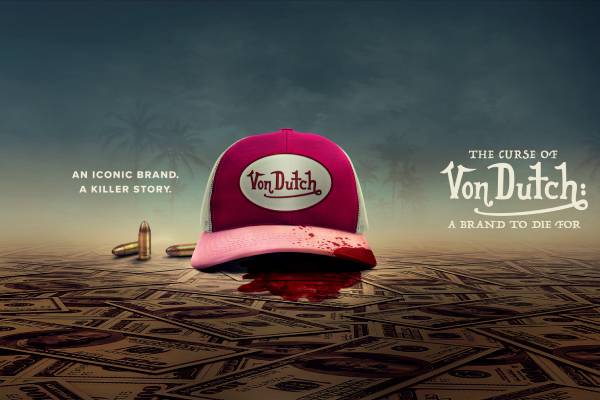 AN ICONIC BRAND.
A KILLER STORY.
Von Dutch
THE CURSE OF
Von Dutch:
A BRAND TO DIE FOR